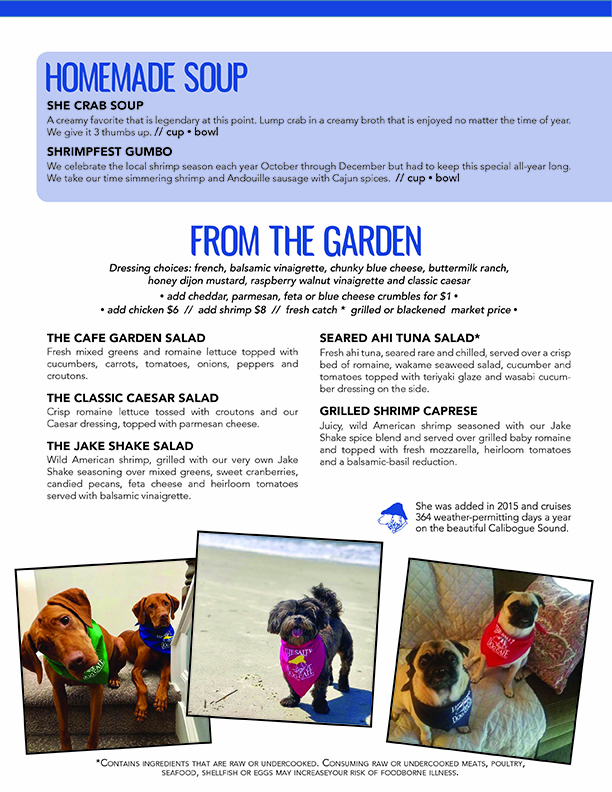 HOMEMADE SOUP
SHE CRAB SOUP
A creamy favorite that is legendary at this point. Lump crab in a creamy broth that is enjoyed no matter the time of year.
We give it 3 thumbs up. // cup • bowl
SHRIMPFEST GUMBO
We celebrate the local shrimp season each year October through December but had to keep this special all-year long.
We take our time simmering shrimp and Andouille sausage with Cajun spices. // cup • bowl
FROM THE GARDEN
Dressing choices: french, balsamic vinaigrette, chunky blue cheese, buttermilk ranch,
honey dijon mustard, raspberry walnut vinaigrette and classic caesar
• add cheddar, parmesan, feta or blue cheese crumbles for $1 •
• add chicken $6 // add shrimp $8 // fresh catch * grilled or blackened market price •
THE CAFE GARDEN SALAD
Fresh mixed greens and romaine lettuce topped with
cucumbers, carrots, tomatoes, onions, peppers and
croutons.
THE CLASSIC CAESAR SALAD
Crisp romaine lettuce tossed with croutons and our
Caesar dressing, topped with parmesan cheese.
THE JAKE SHAKE SALAD
Wild American shrimp, grilled with our very own Jake
Shake seasoning over mixed greens, sweet cranberries,
candied pecans, feta cheese and heirloom tomatoes
served with balsamic vinaigrette.
SEARED AHI TUNA SALAD*
Fresh ahi tuna, seared rare and chilled, served over a crisp
bed of romaine, wakame seaweed salad, cucumber and
tomatoes topped with teriyaki glaze and wasabi cucum-
ber dressing on the side.
GRILLED SHRIMP CAPRESE
Juicy, wild American shrimp seasoned with our Jake
Shake spice blend and served over grilled baby romaine
and topped with fresh mozzarella, heirloom tomatoes
and a balsamic-basil reduction.
She was added in 2015 and cruises
364 weather-permitting days a year
on the beautiful Calibogue Sound.
THE SALTY
*CONTAINS INGREDIENTS THAT ARE RAW OR UNDERCOOKED. CONSUMING RAW OR UNDERCOOKED MEATS, POULTRY,
SEAFOOD, SHELLFISH OR EGGS MAY INCREASEYOUR RISK OF FOODBORNE ILLNESS.